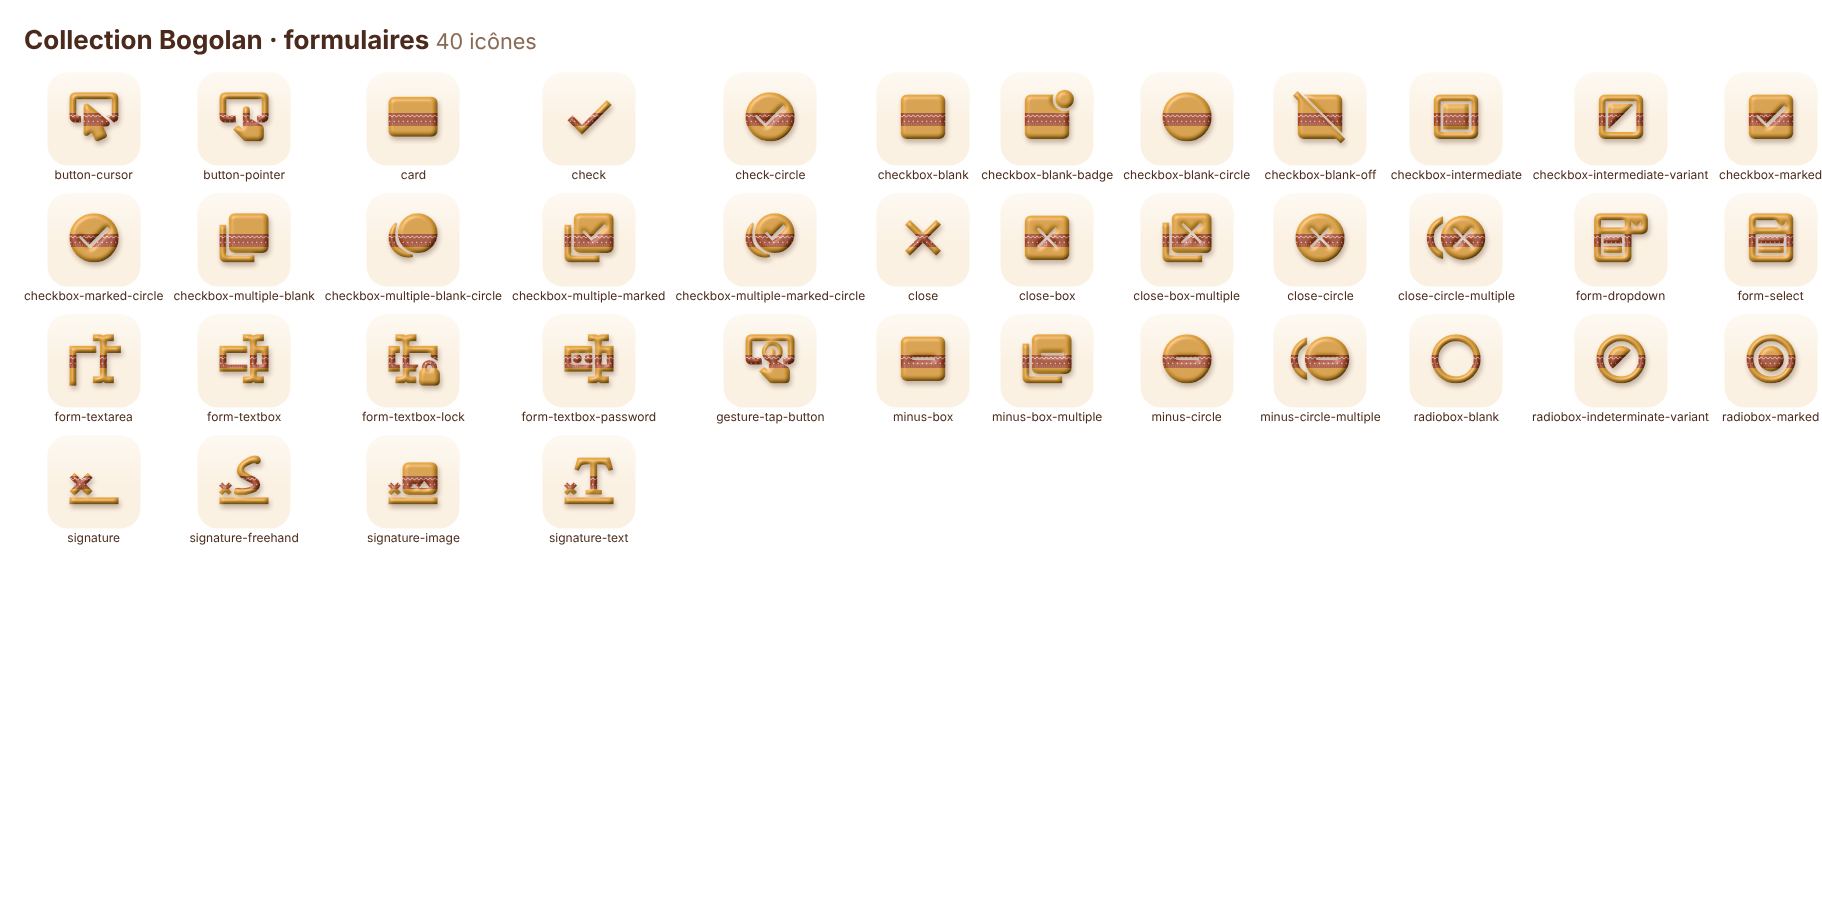 Collection Bogolan · formulaires 40 icônes
button-cursor button-pointer card check check-circle checkbox-blank checkbox-blank-badge checkbox-blank-circle checkbox-blank-off checkbox-intermediate checkbox-intermediate-variant checkbox-marked
checkbox-marked-circle checkbox-multiple-blank checkbox-multiple-blank-circle checkbox-multiple-marked checkbox-multiple-marked-circle close close-box close-box-multiple close-circle close-circle-multiple form-dropdown form-select
form-textarea form-textbox form-textbox-lock form-textbox-password gesture-tap-button minus-box minus-box-multiple minus-circle minus-circle-multiple radiobox-blank radiobox-indeterminate-variant radiobox-marked
signature signature-freehand signature-image signature-text